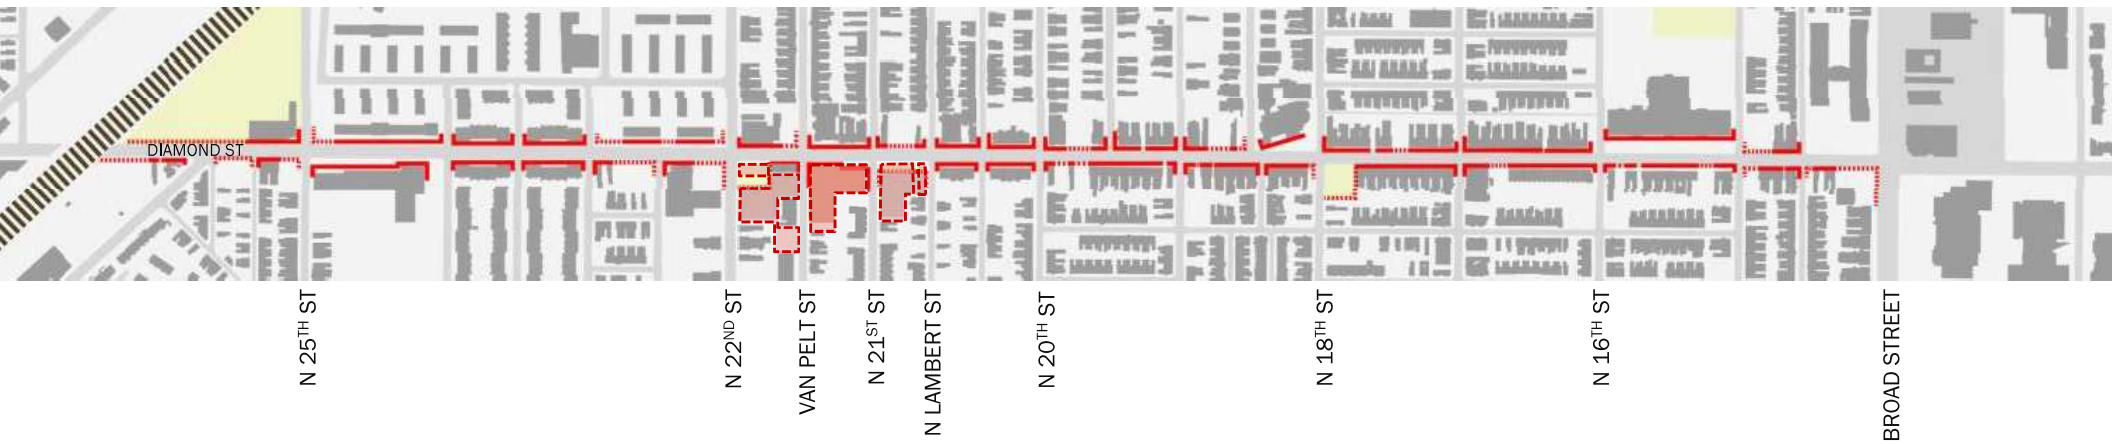 DIAMOND ST
N 25TH ST
N 22ND ST
VAN PELT ST
N 21ST ST
N LAMBERT ST
N 20TH ST
N 18TH ST
N 16TH ST
BROAD STREET